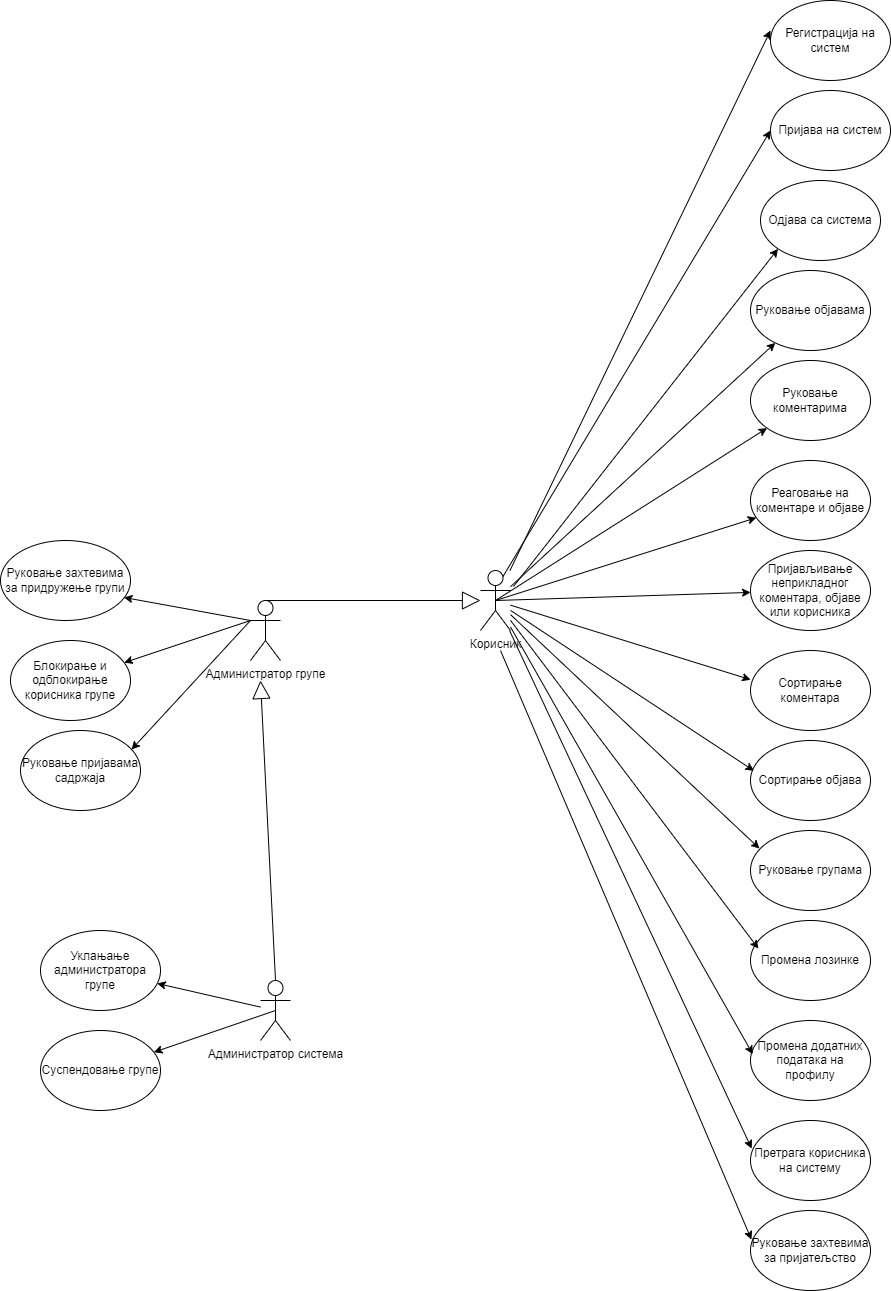 Регистрација на
систем
Пријава на систем
Одјава са система
Руковање објавама
Руковање
коментарима
Реаговање на
коментаре и објаве
Пријављивање
неприкладног
коментара, објаве
или корисника
Корисник
Сортирање
коментара
Сортирање објава
Руковање групама
Промена лозинке
Промена додатних
података на
профилу
Претрага корисника
на систему
Руковање захтевима
за пријатељство
Руковање захтевима
за придружење групи
Блокирање и
одблокирање
корисника групе
Руковање пријавама
садржаја
Администратор групе
Уклањање
администратора
групе
Суспендовање групе
Администратор система